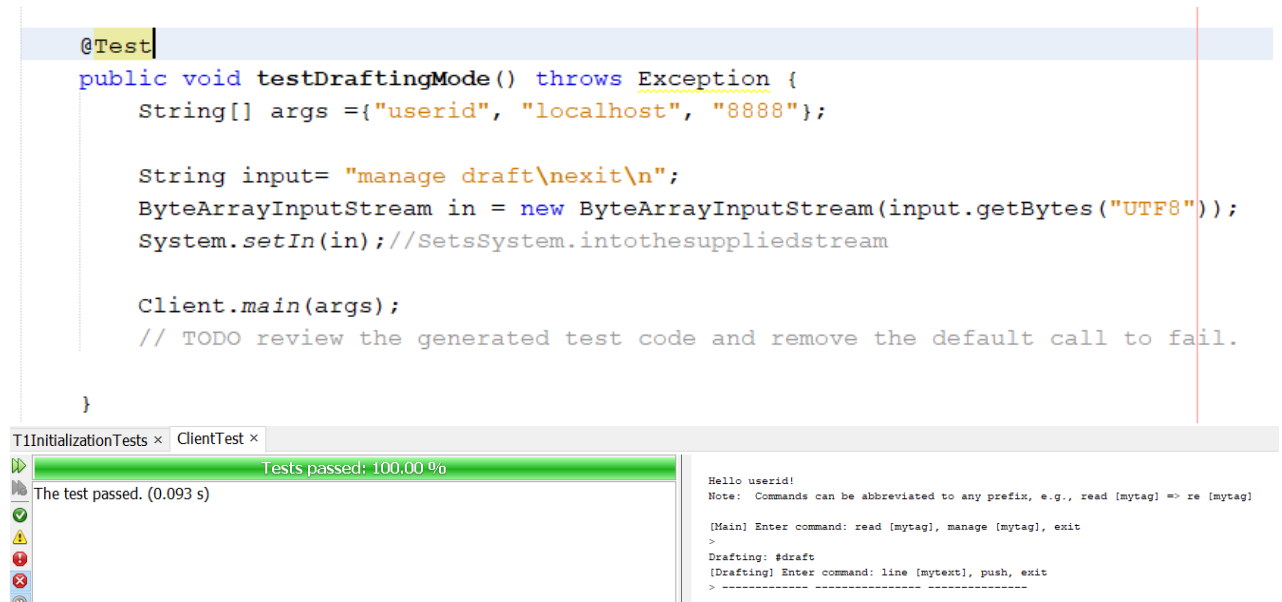 @Test
public void testDraftingMode() throws Exception {
String[] args ={"userid", "localhost", "8888"};
String input= "manage draft\nexit\n";
ByteArrayInputStream in = new ByteArrayInputStream(input.getBytes("UTF8"));
System.setIn(in);//SetsSystem.intothesuppliedstream
Client.main(args);
// TODO review the generated test code and remove the default call to fail.
}
T1InitializationTests × ClientTest ×
Tests passed: 100.00 %
The test passed. (0.093 s)
Hello userid!
Note: Commands can be abbreviated to any prefix, e.g., read [mytag] => re [mytag]
[Main] Enter command: read [mytag], manage [mytag], exit
>
Drafting: #draft
[Drafting] Enter command: line [mytext], push, exit
> ------------- ---------------- ---------------